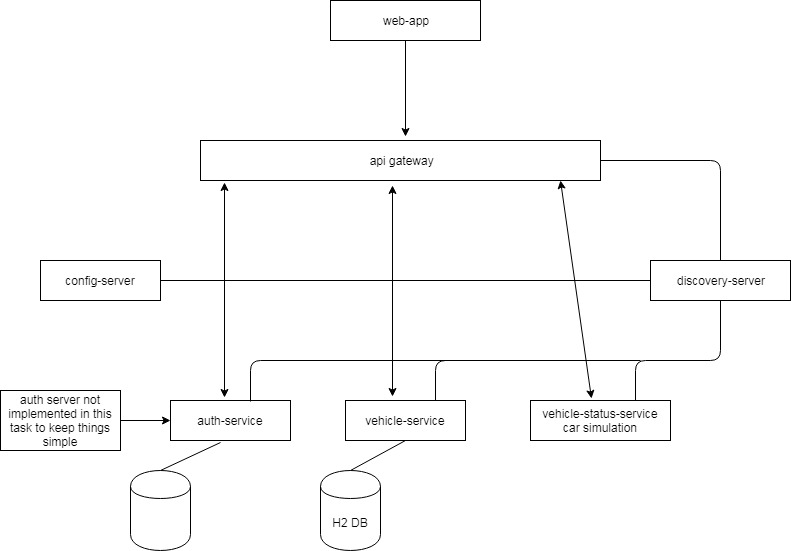 web-app
api gateway
config-server
discovery-server
auth server not
implemented in this
task to keep things
simple
auth-service
vehicle-service
vehicle-status-service
car simulation
H2 DB